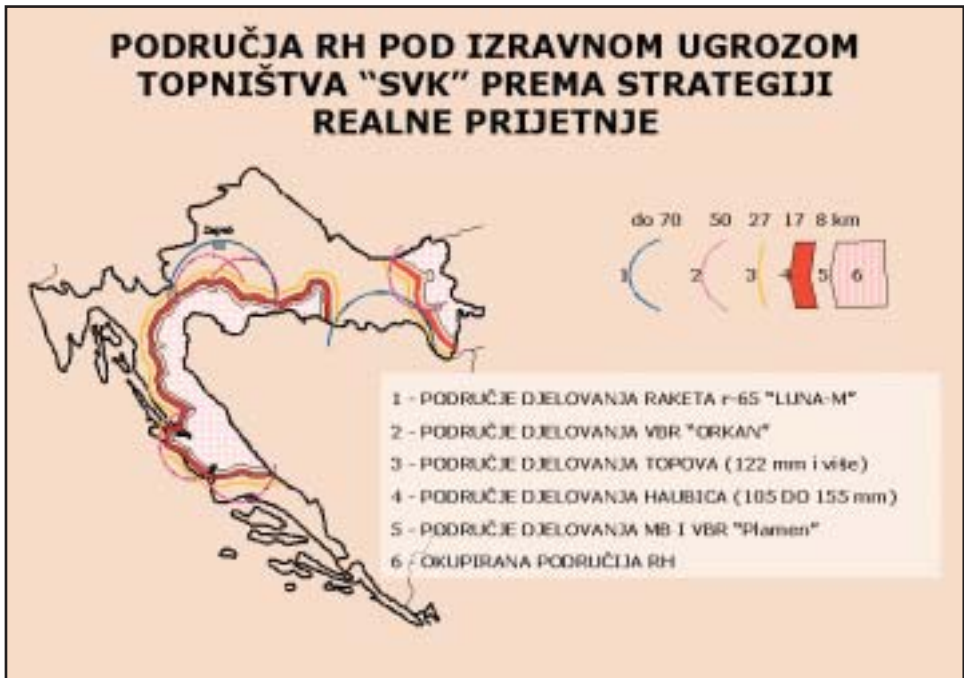 PODRUČJA RH POD IZRAVNOM UGROZOM
TOPNIŠTVA “SVK” PREMA STRATEGIJI
REALNE PRIJETNJE
Zagreb
do 70 50 27 17 8 km
1 2 3 4 5 6
1 - PODRUČJE DJELOVANJA RAKETA r-65 "LUNA-M"
2 - PODRUČJE DJELOVANJA VBR "ORKAN"
3 - PODRUČJE DJELOVANJA TOPOVA (122 mm i više)
4 - PODRUČJE DJELOVANJA HAUBICA (105 DO 155 mm)
5 - PODRUČJE DJELOVANJA MB I VBR "Plamen"
6 - OKUPIRANA PODRUČIJA RH